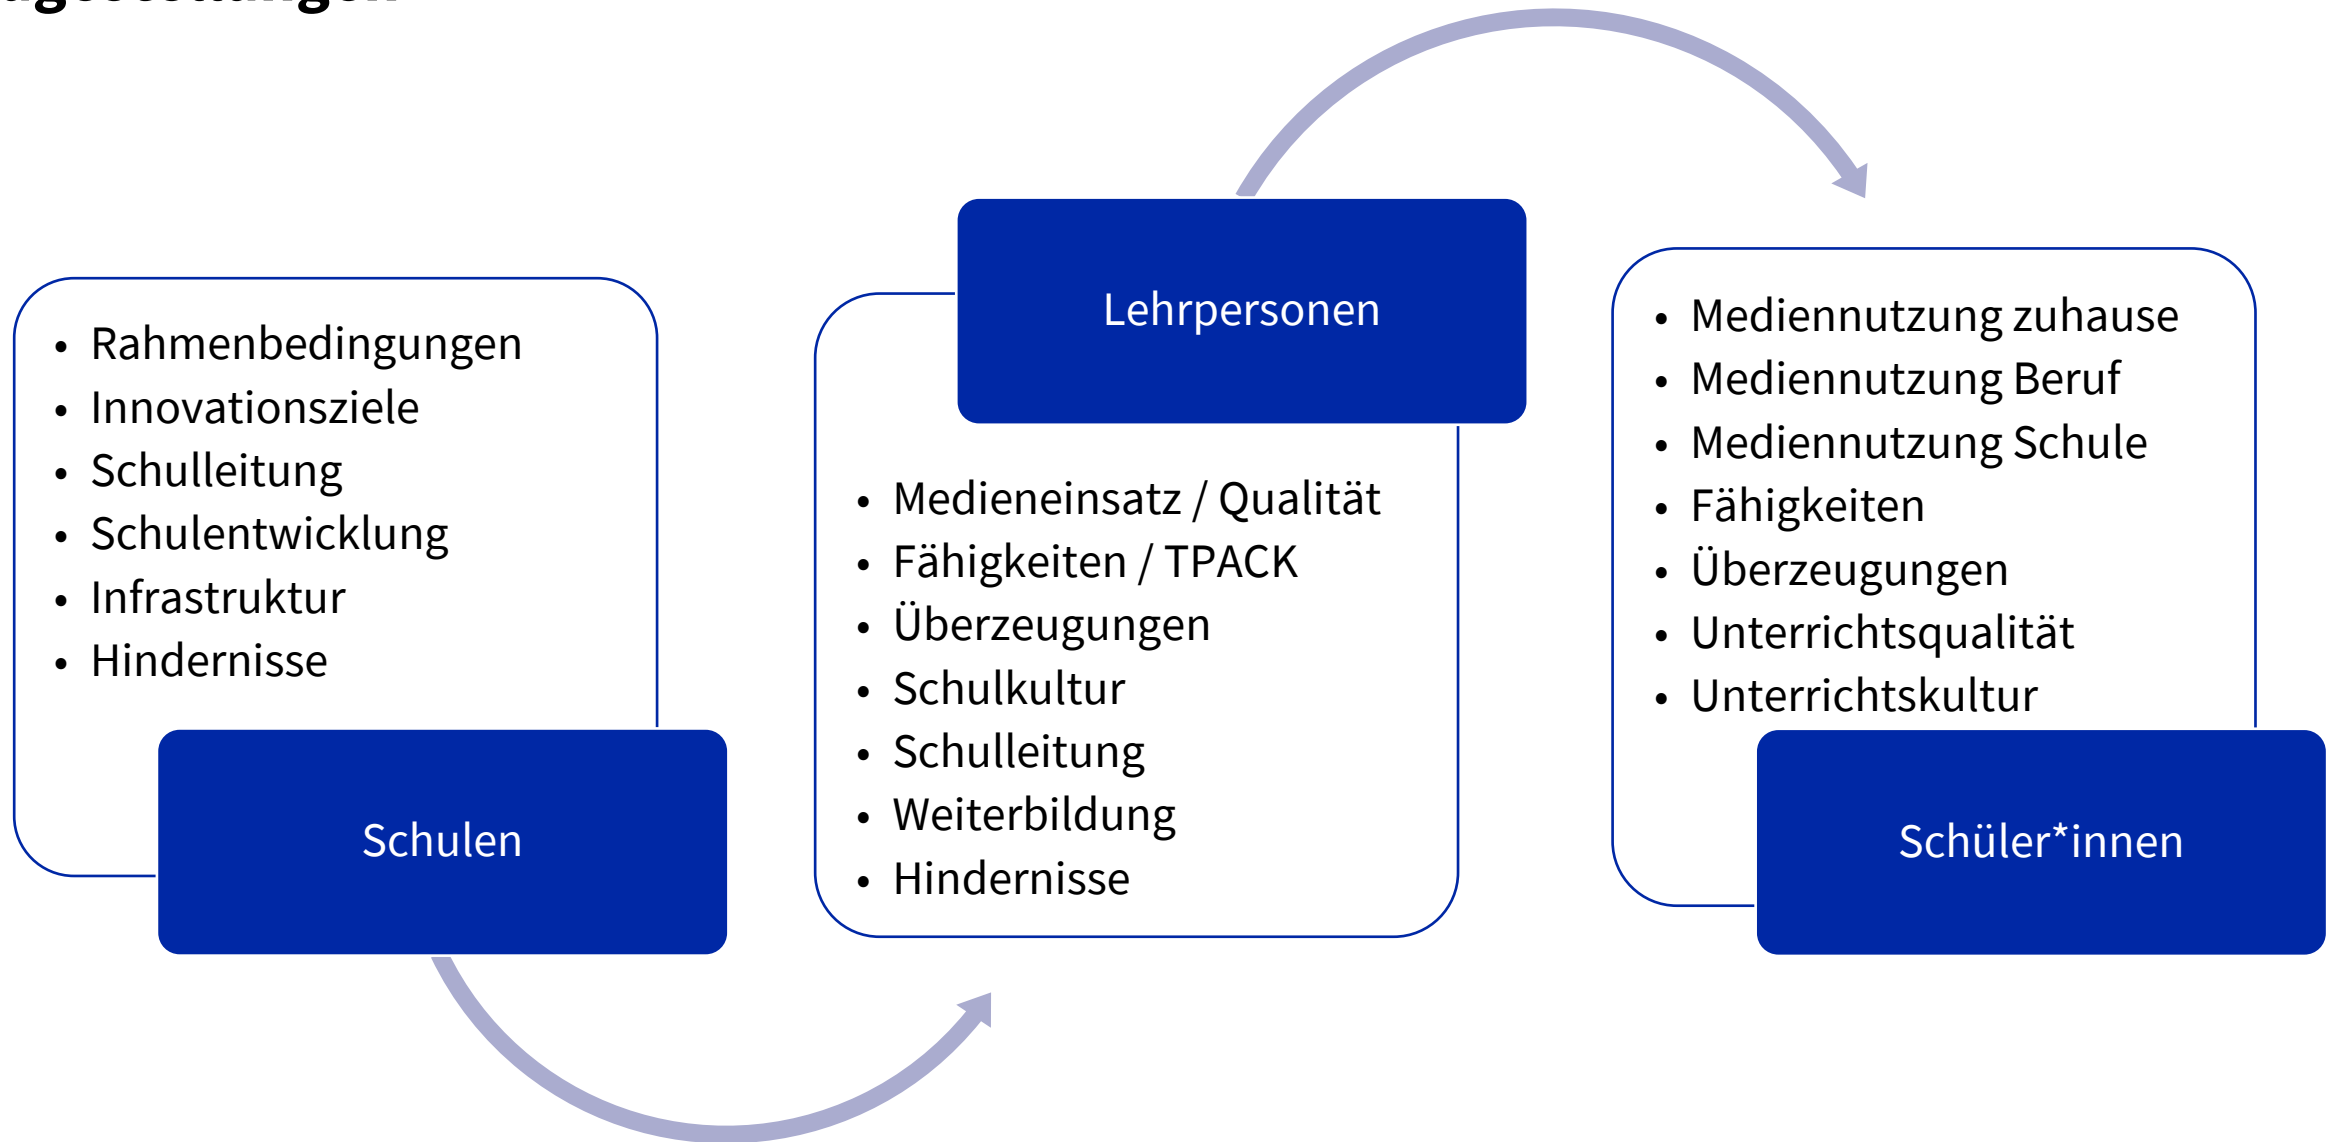 • Rahmenbedingungen
• Innovationsziele
• Schulleitung
• Schulentwicklung
• Infrastruktur
• Hindernisse
Schulen
Lehrpersonen
• Medieneinsatz / Qualität
• Fähigkeiten / TPACK
• Überzeugungen
• Schulkultur
• Schulleitung
• Weiterbildung
• Hindernisse
• Mediennutzung zuhause
• Mediennutzung Beruf
• Mediennutzung Schule
• Fähigkeiten
• Überzeugungen
• Unterrichtsqualität
• Unterrichtskultur
Schüler*innen